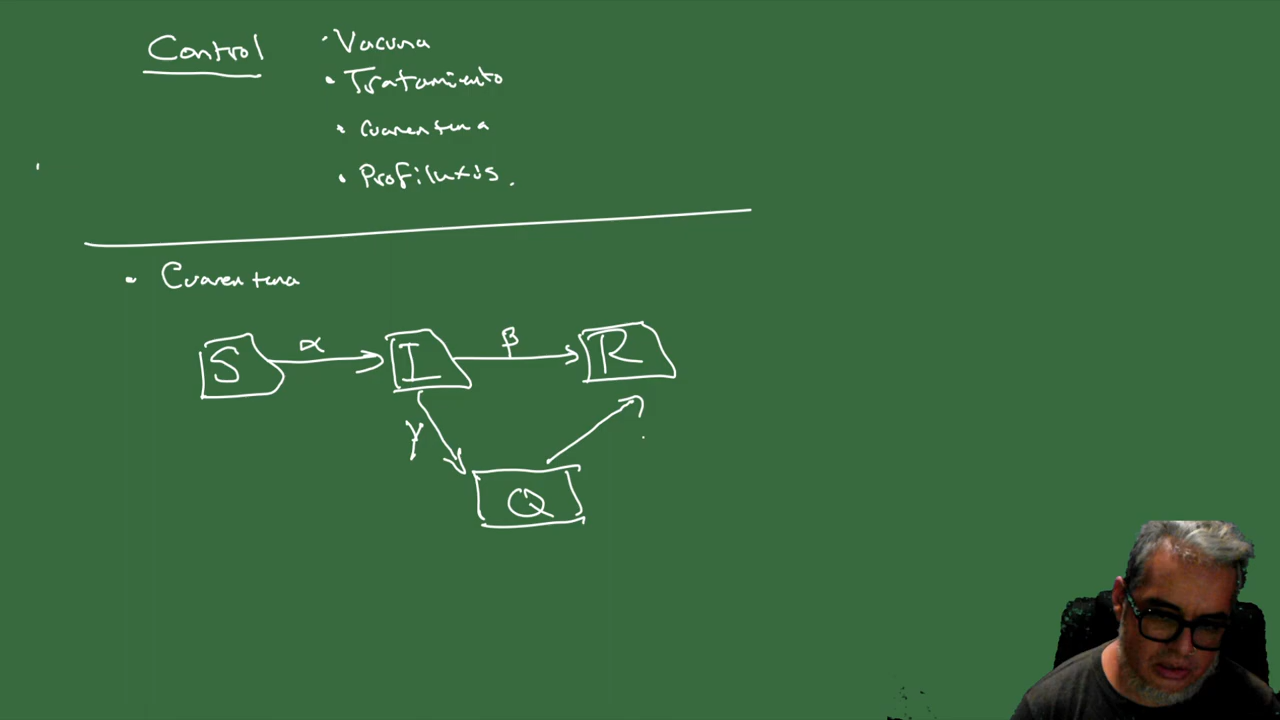 Control
· Vacuna
· Tratamiento
· Cuarentena
· Profilaxis.
· Cuarentena
S α I β R
γ
Q